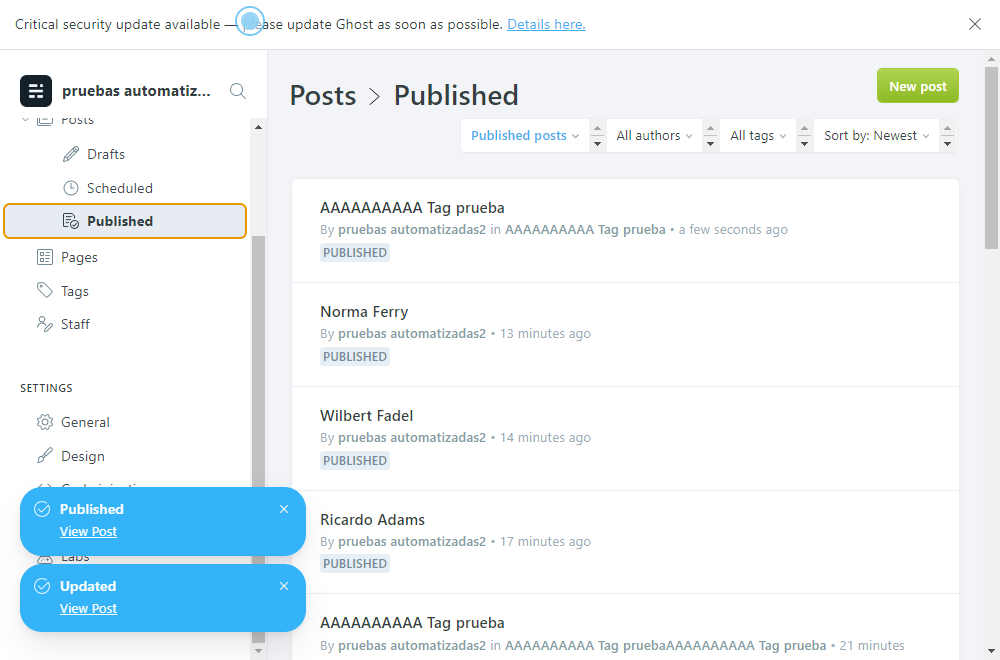 Critical security update available — please update Ghost as soon as possible. Details here.
pruebas automatiz...
Posts
Drafts
Scheduled
Published
Pages
Tags
Staff
SETTINGS
General
Design
Labs
Published
View Post
Updated
View Post
Posts > Published
New post
Published posts
All authors
All tags
Sort by: Newest
AAAAAAAAAA Tag prueba
By pruebas automatizadas2 in AAAAAAAAAA Tag prueba • a few seconds ago
PUBLISHED
Norma Ferry
By pruebas automatizadas2 • 13 minutes ago
PUBLISHED
Wilbert Fadel
By pruebas automatizadas2 • 14 minutes ago
PUBLISHED
Ricardo Adams
By pruebas automatizadas2 • 17 minutes ago
PUBLISHED
AAAAAAAAAA Tag prueba
By pruebas automatizadas2 in AAAAAAAAAA Tag pruebaAAAAAAAAAA Tag prueba • 21 minutes